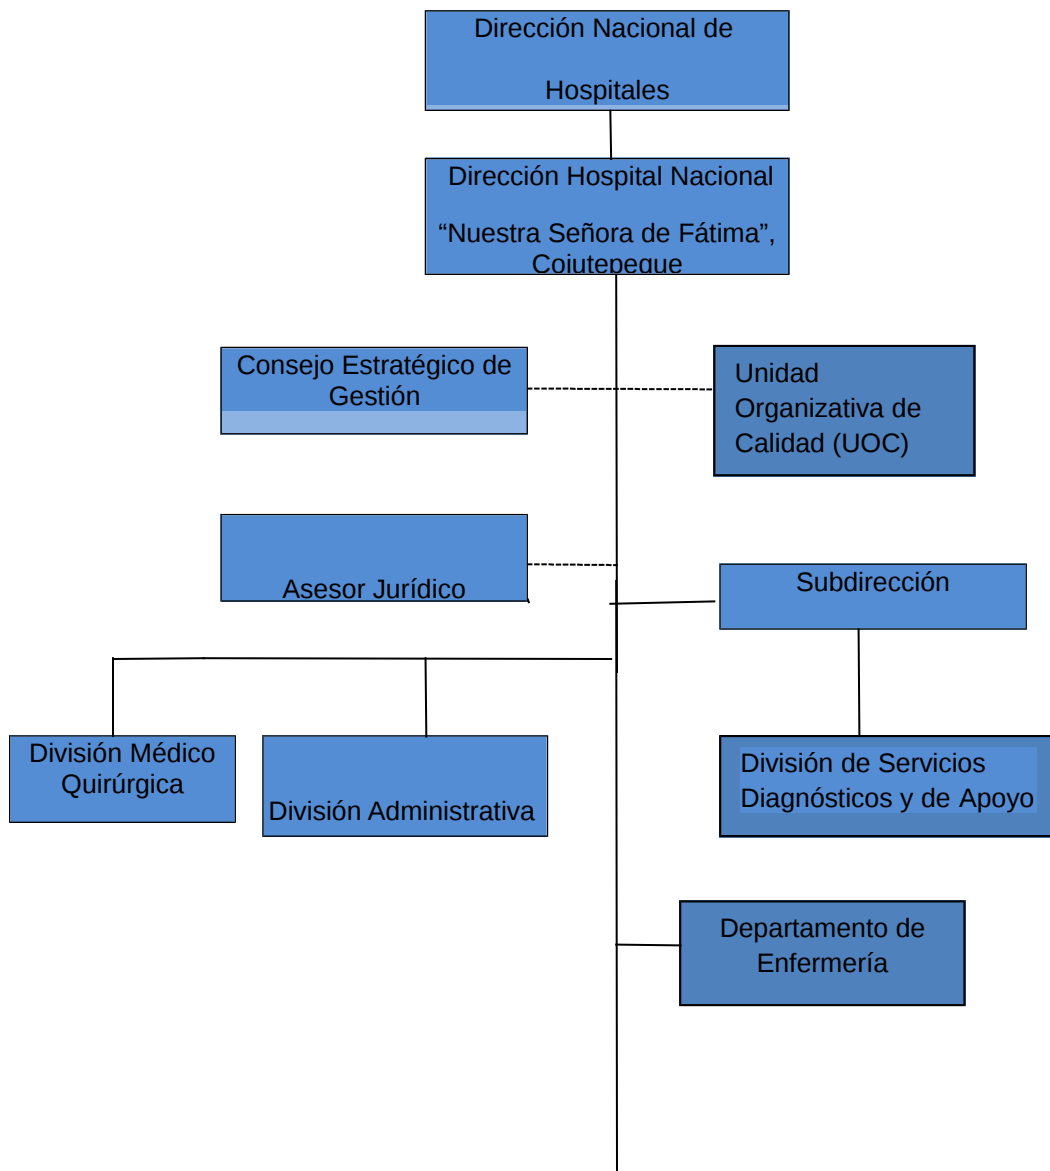 Dirección Nacional de
Hospitales
Dirección Hospital Nacional
“Nuestra Señora de Fátima”,
Cojutepeque
Consejo Estratégico de
Gestión
Unidad
Organizativa de
Calidad (UOC)
Asesor Jurídico
Subdirección
División Médico
Quirúrgica
División Administrativa
División de Servicios
Diagnósticos y de Apoyo
Departamento de
Enfermería